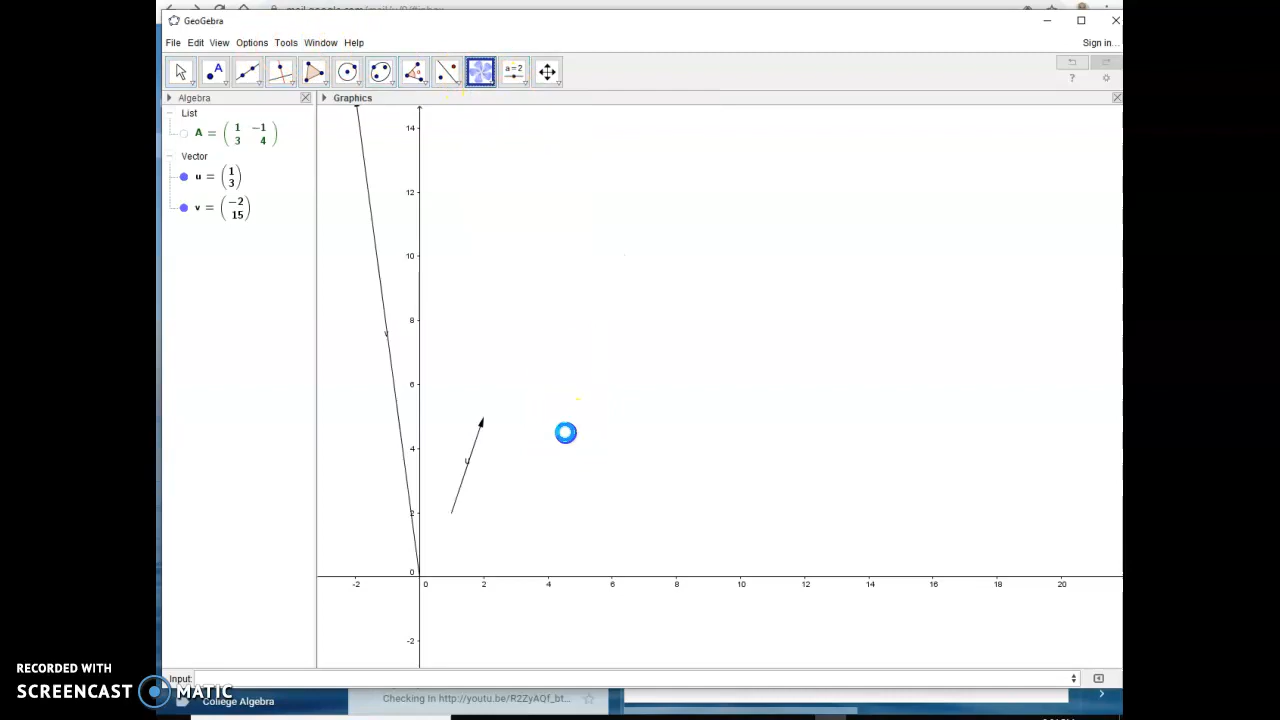 GeoGebra
File Edit View Options Tools Window Help
Sign in...
A
a=2
?
Algebra
Graphics
List
A = ( 1 −1
3 4 )
Vector
u = ( 1
3 )
v = ( −2
15 )
14
12
10
8
v
6
4
u
2
0
-2 0 2 4 6 8 10 12 14 16 18 20
-2
Input:
RECORDED WITH
SCREENCAST MATIC
College Algebra
Checking In http://youtu.be/R2ZyAQf_bt...